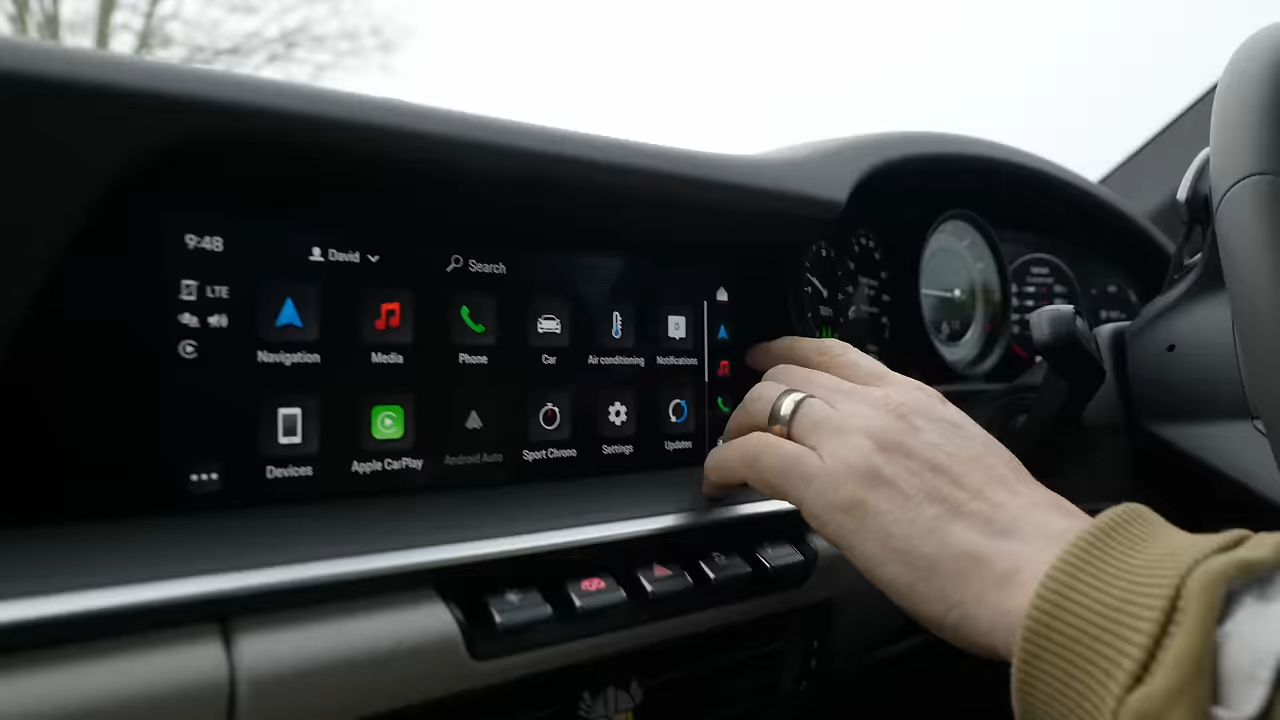 9:48
David
Search
LTE
Navigation
Media
Phone
Car
Air conditioning
Notifications
Devices
Apple CarPlay
Android Auto
Sport Chrono
Settings
Updates